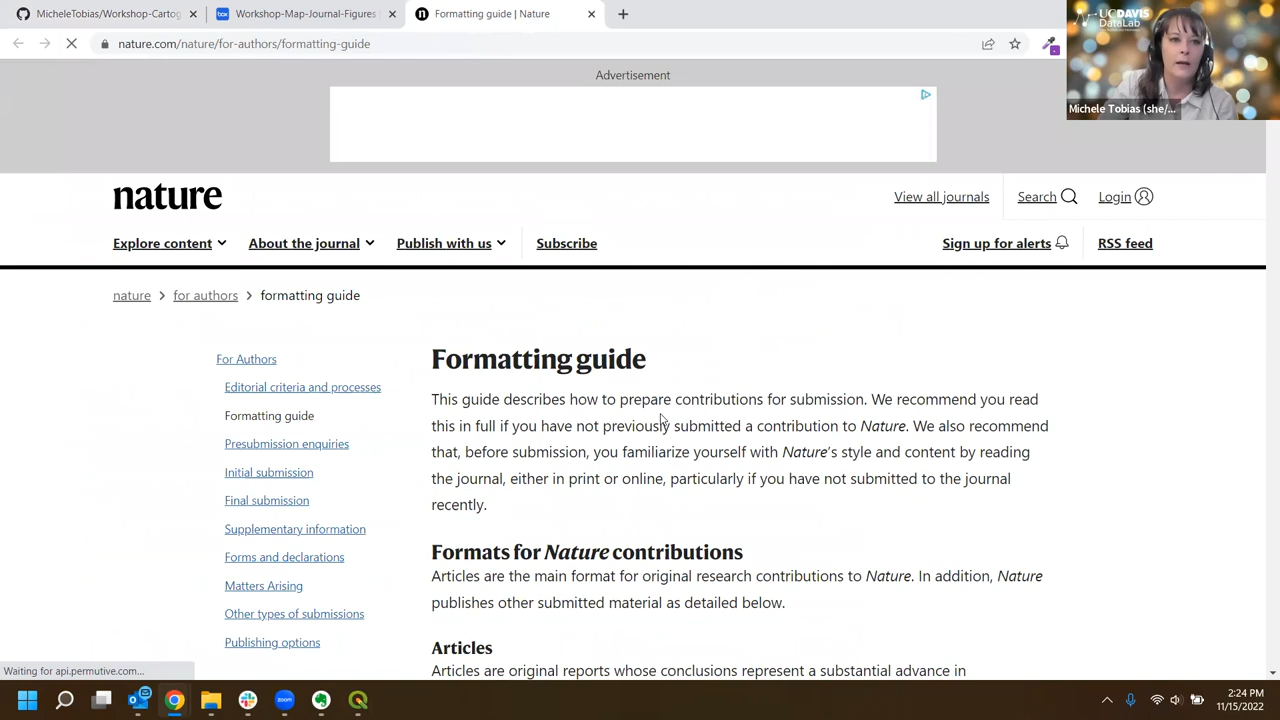 MicheleTobias/Workshop-Cartog
Workshop-Map-Journal-Figures
Formatting guide | Nature
nature.com/nature/for-authors/formatting-guide
UCDAVIS
DataLab
Michele Tobias (she/...
Advertisement
nature
View all journals
Search
Login
Explore content
About the journal
Publish with us
Subscribe
Sign up for alerts
RSS feed
nature > for authors > formatting guide
For Authors
Editorial criteria and processes
Formatting guide
Presubmission enquiries
Initial submission
Final submission
Supplementary information
Forms and declarations
Matters Arising
Other types of submissions
Publishing options
Formatting guide
This guide describes how to prepare contributions for submission. We recommend you read
this in full if you have not previously submitted a contribution to Nature. We also recommend
that, before submission, you familiarize yourself with Nature's style and content by reading
the journal, either in print or online, particularly if you have not submitted to the journal
recently.
Formats for Nature contributions
Articles are the main format for original research contributions to Nature. In addition, Nature
publishes other submitted material as detailed below.
Articles
Articles are original reports whose conclusions represent a substantial advance in
Waiting for api.permutive.com...
zoom
2:24 PM
11/15/2022